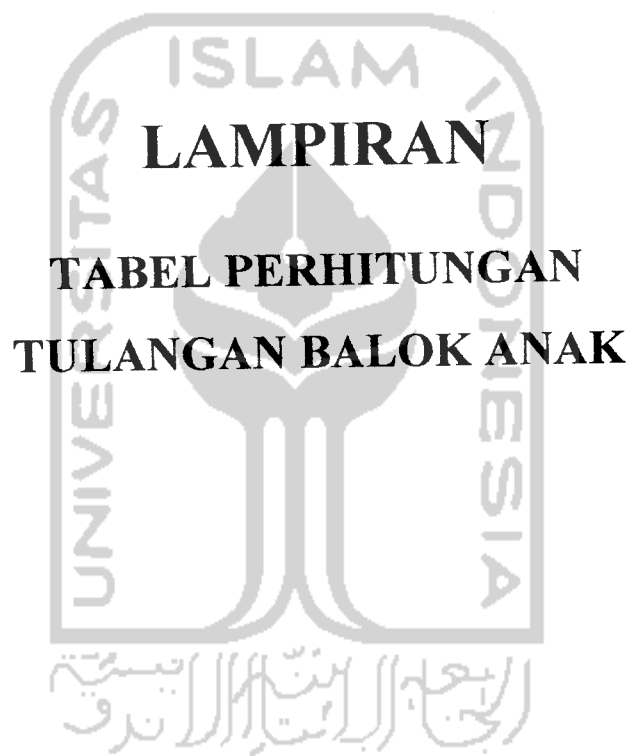 ISLAM
UNIVERSITAS
INDONESIA
LAMPIRAN
TABEL PERHITUNGAN
TULANGAN BALOK ANAK